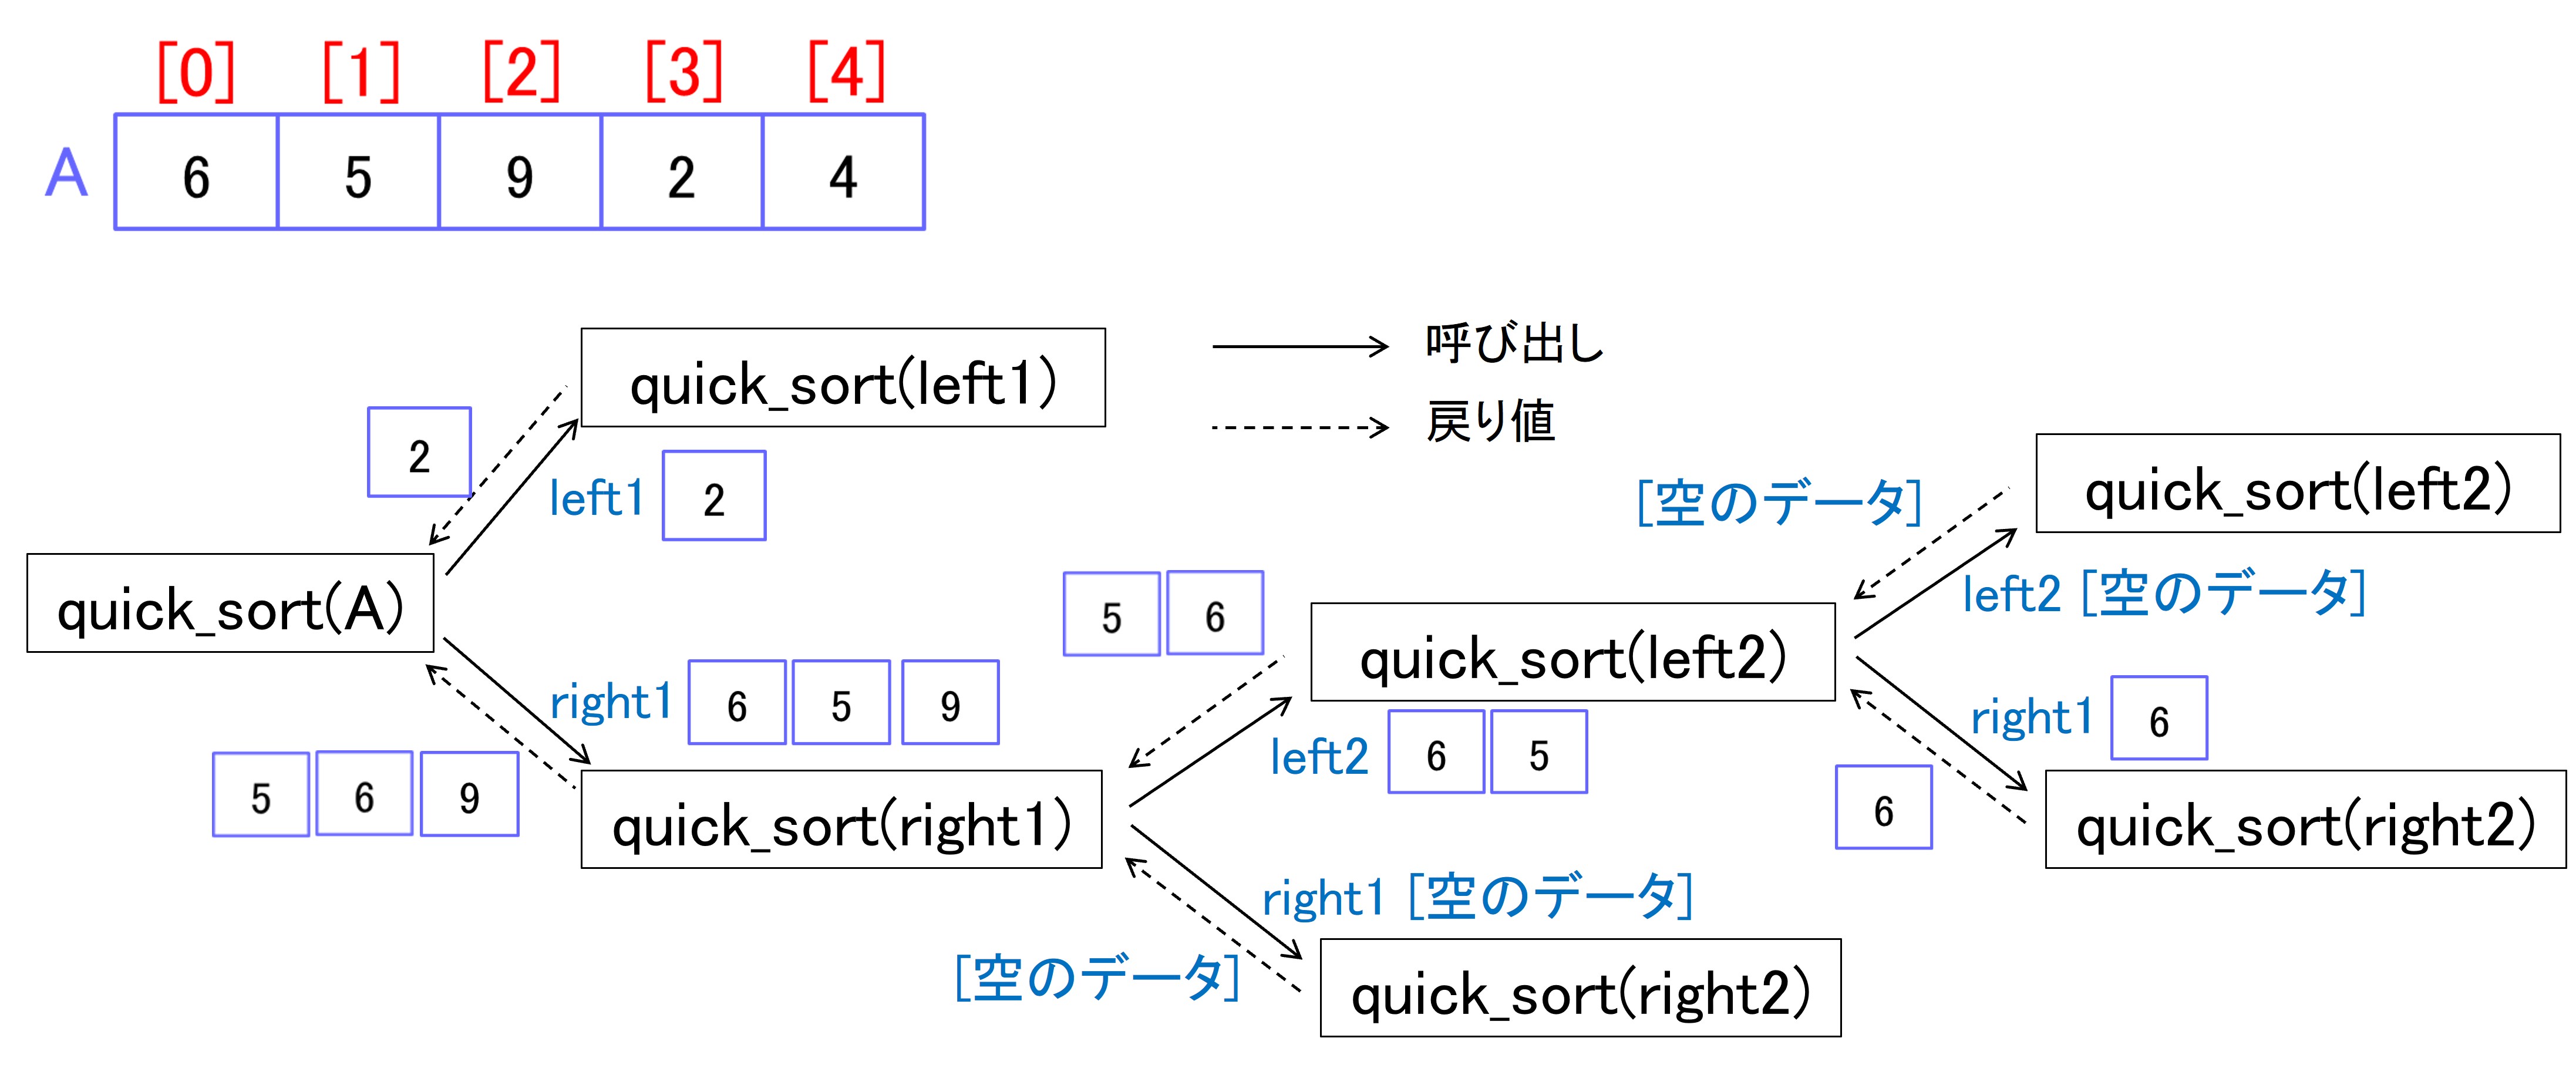 [0] [1] [2] [3] [4]
A 6 5 9 2 4
呼び出し
戻り値
quick_sort(left1)
2
left1 2
quick_sort(A)
right1 6 5 9
5 6 9
quick_sort(right1)
5 6
quick_sort(left2)
left2 6 5
right1 [空のデータ]
[空のデータ]
quick_sort(right2)
[空のデータ]
quick_sort(left2)
left2 [空のデータ]
right1 6
6
quick_sort(right2)